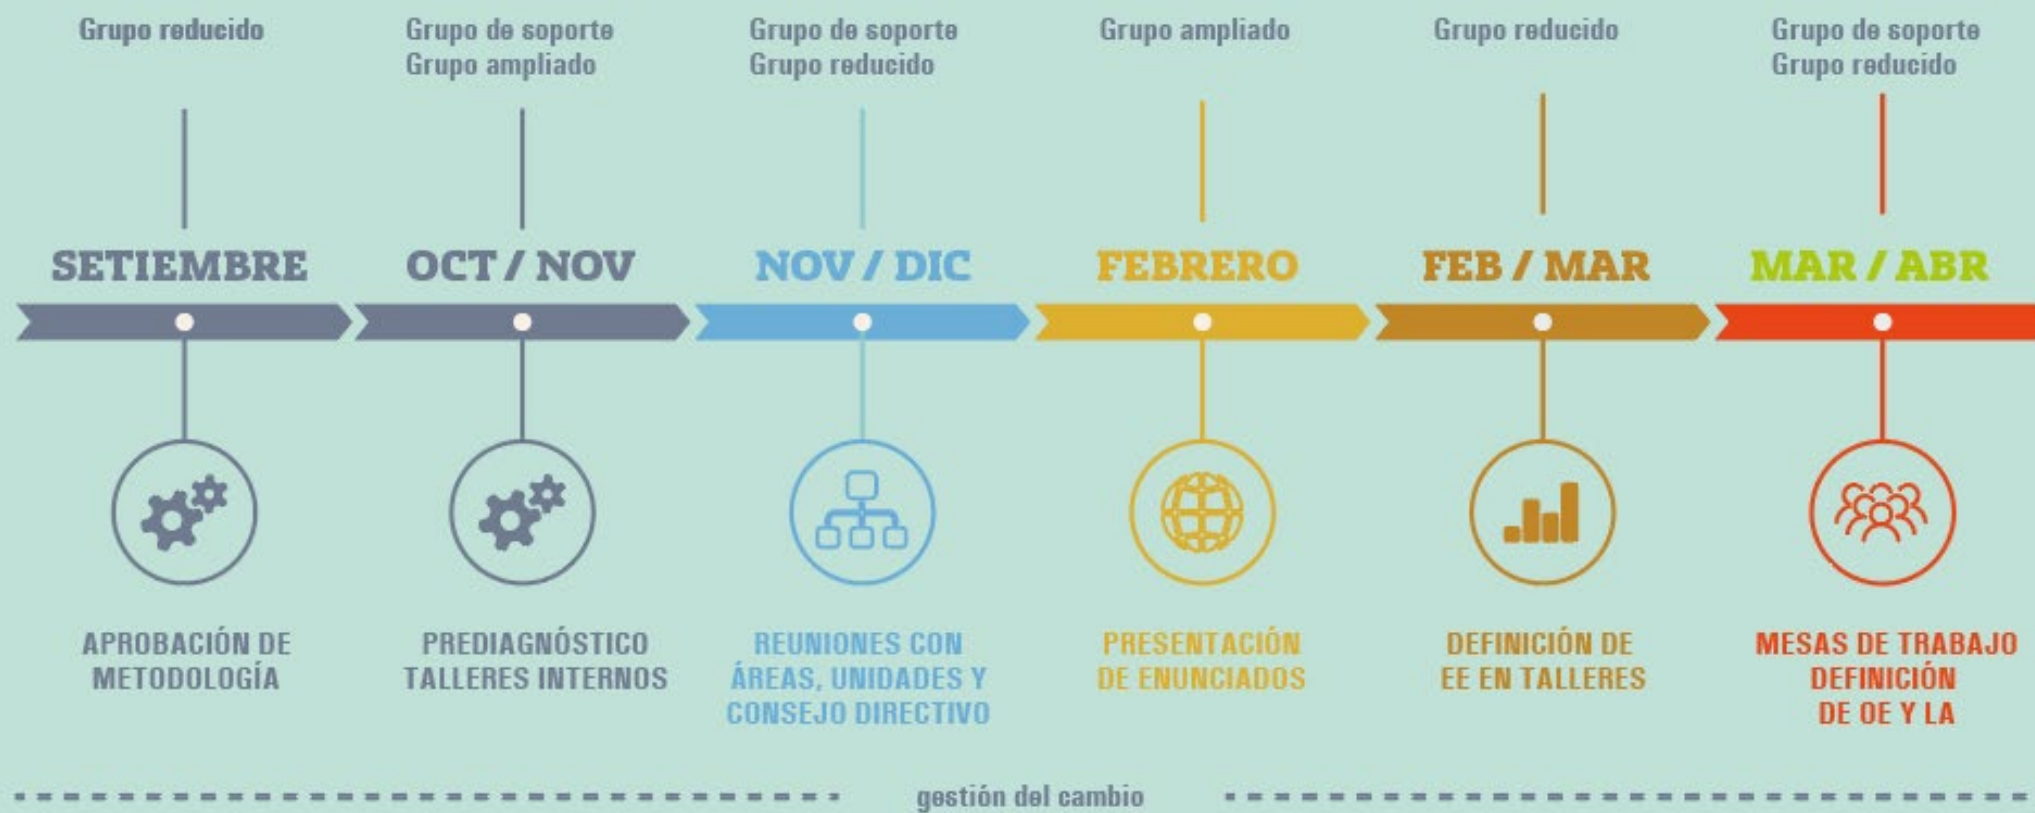 Grupo reducido
Grupo de soporte
Grupo ampliado
Grupo de soporte
Grupo reducido
Grupo ampliado
Grupo reducido
Grupo de soporte
Grupo reducido
SETIEMBRE
OCT / NOV
NOV / DIC
FEBRERO
FEB / MAR
MAR / ABR
APROBACIÓN DE
METODOLOGÍA
PREDIAGNÓSTICO
TALLERES INTERNOS
REUNIONES CON
ÁREAS, UNIDADES Y
CONSEJO DIRECTIVO
PRESENTACIÓN
DE ENUNCIADOS
DEFINICIÓN DE
EE EN TALLERES
MESAS DE TRABAJO
DEFINICIÓN
DE OE Y LA
gestión del cambio